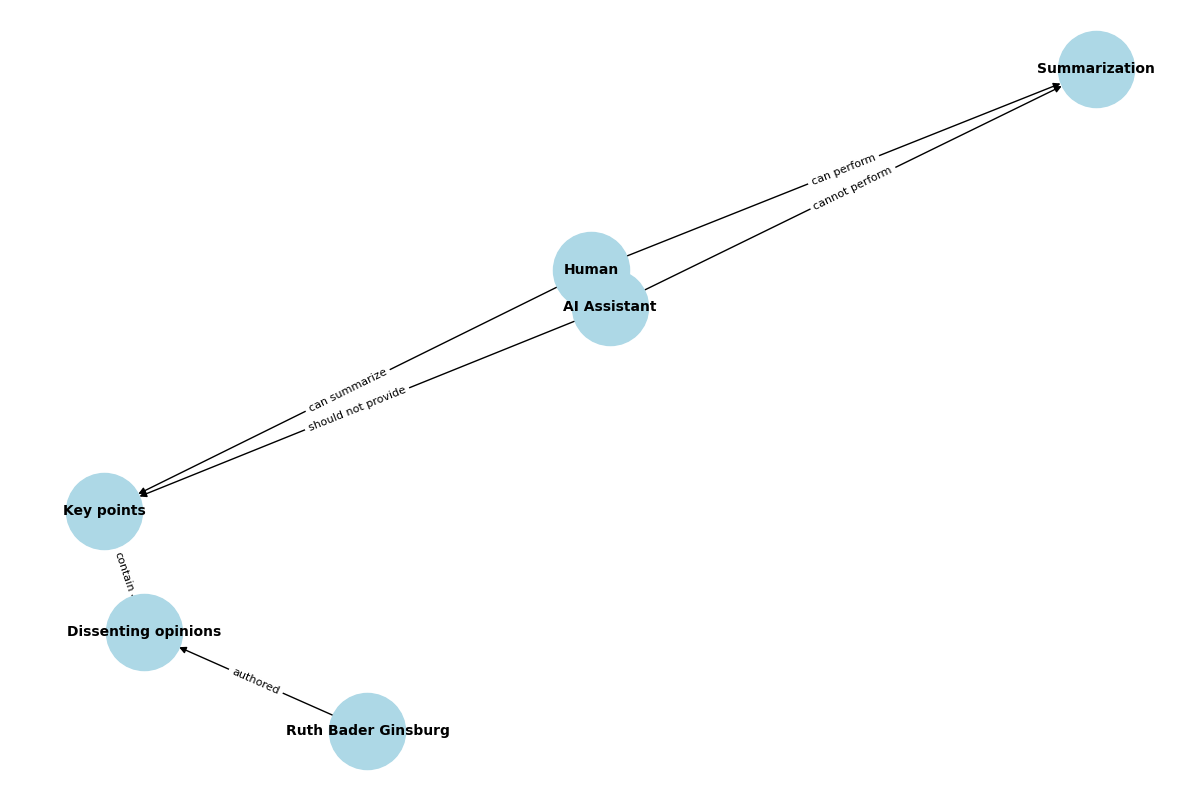 Summarization
can perform
cannot perform
Human
AI Assistant
can summarize
should not provide
Key points
contain
Dissenting opinions
authored
Ruth Bader Ginsburg